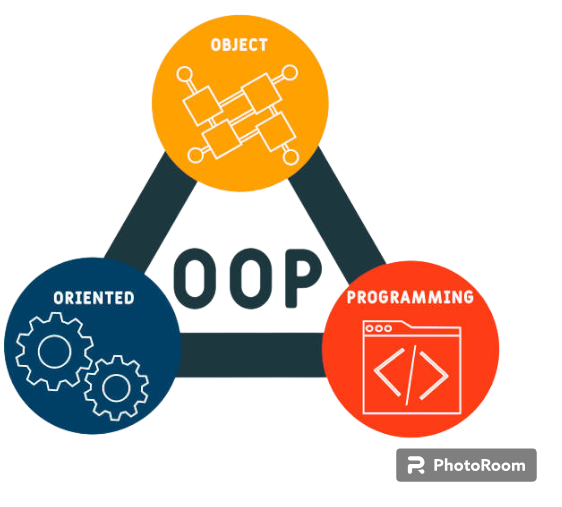 OBJECT
OOP
ORIENTED
PROGRAMMING
</>
PhotoRoom